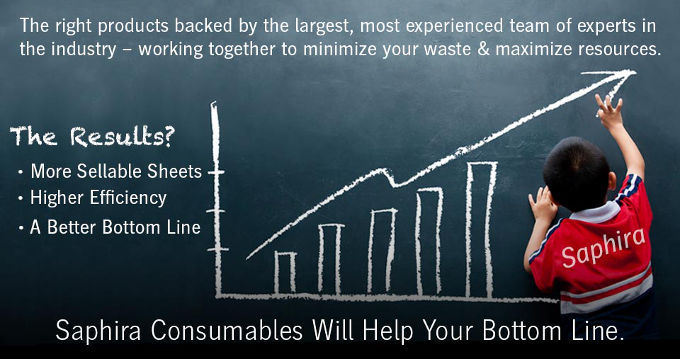 The right products backed by the largest, most experienced team of experts in
the industry – working together to minimize your waste & maximize resources.
The Results?
• More Sellable Sheets
• Higher Efficiency
• A Better Bottom Line
Saphira
Saphira Consumables Will Help Your Bottom Line.